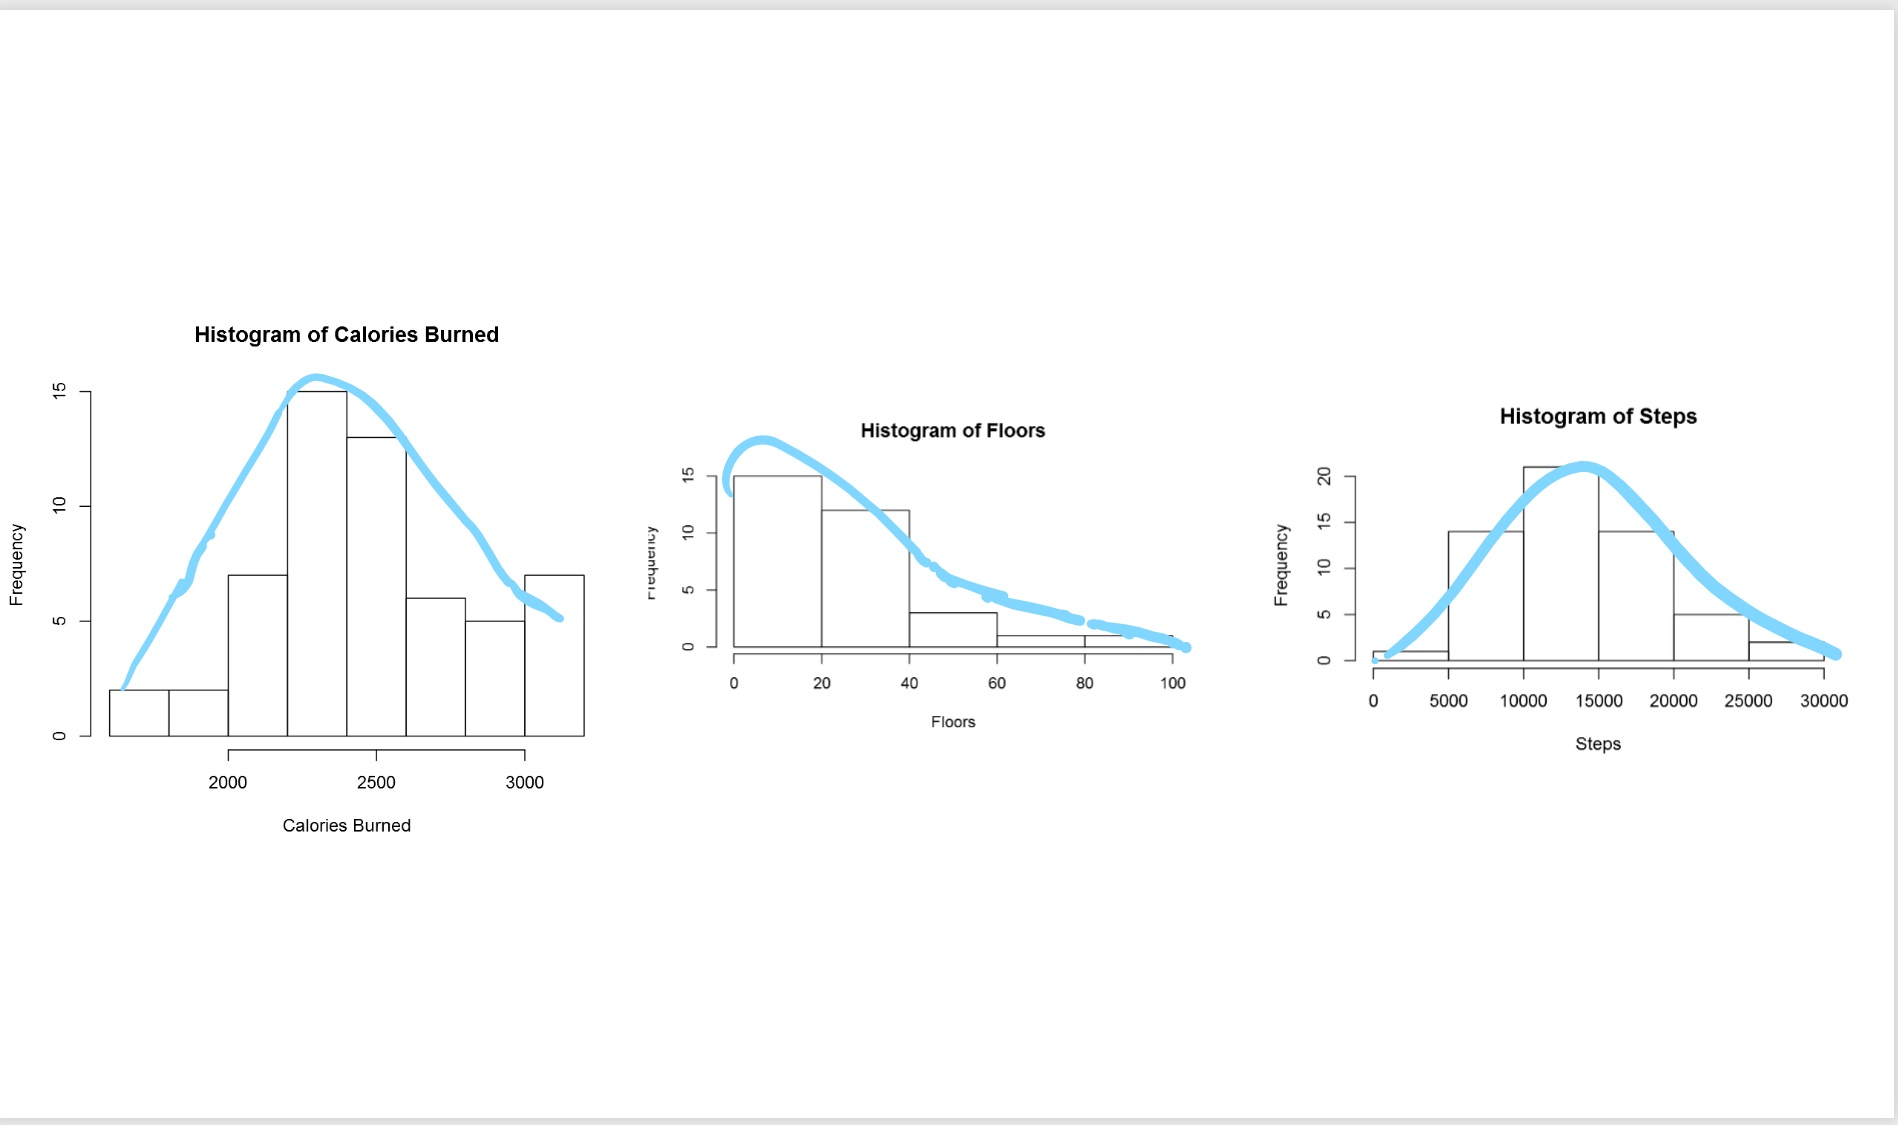 Histogram of Calories Burned
Frequency
15
10
5
0
2000 2500 3000
Calories Burned
Histogram of Floors
Frequency
15
10
5
0
0 20 40 60 80 100
Floors
Histogram of Steps
Frequency
20
15
10
5
0
0 5000 10000 15000 20000 25000 30000
Steps